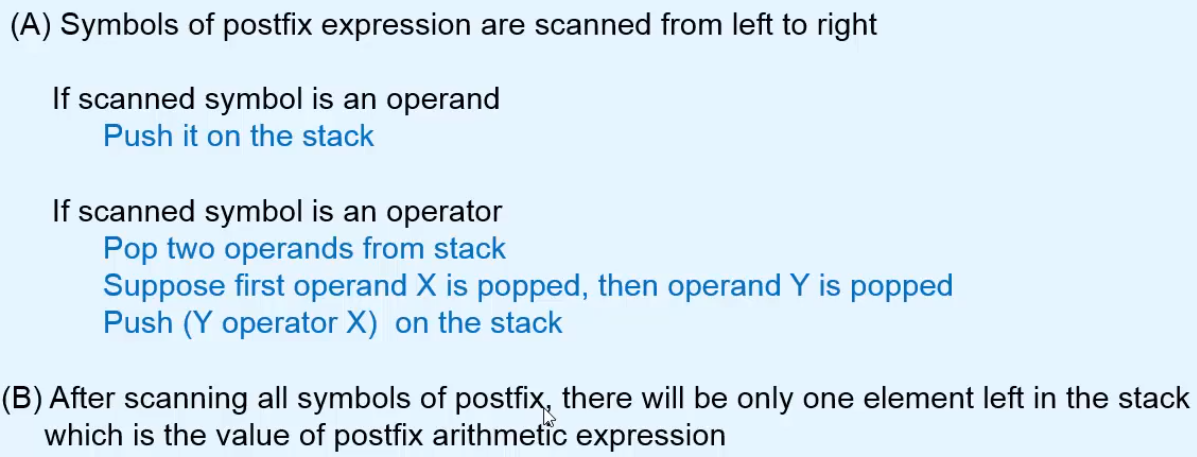 (A) Symbols of postfix expression are scanned from left to right
If scanned symbol is an operand
Push it on the stack
If scanned symbol is an operator
Pop two operands from stack
Suppose first operand X is popped, then operand Y is popped
Push (Y operator X) on the stack
(B) After scanning all symbols of postfix, there will be only one element left in the stack
which is the value of postfix arithmetic expression